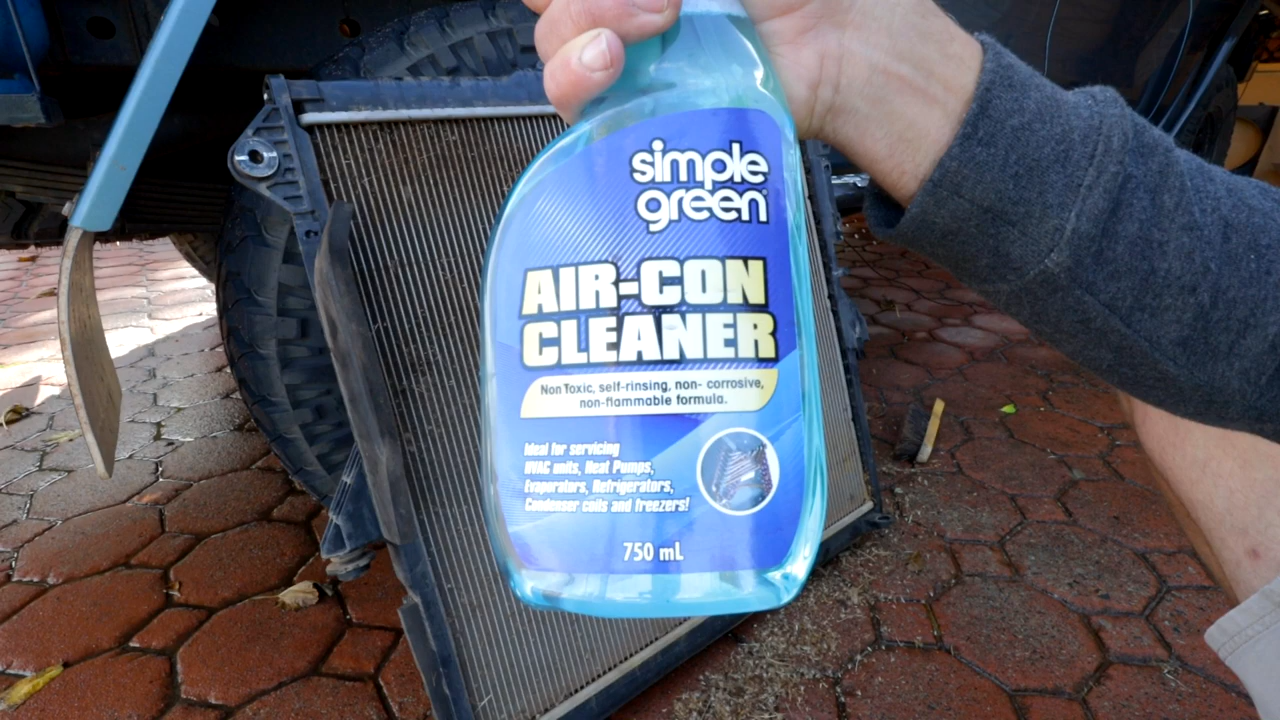 simple
green
AIR-CON
CLEANER
Non Toxic, self-rinsing, non- corrosive,
non-flammable formula.
Ideal for servicing
HVAC units, Heat Pumps,
Evaporators, Refrigerators,
Condenser coils and freezers!
750 mL